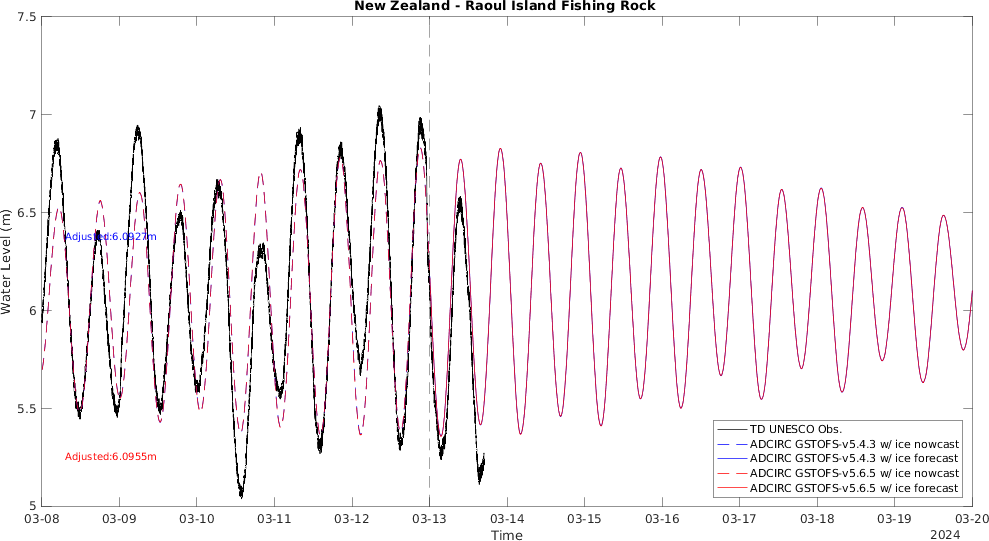 New Zealand - Raoul Island Fishing Rock
7.5
7
6.5
6
5.5
5
Water Level (m)
Adjusted:6.0927m
Adjusted:6.0955m
TD UNESCO Obs.
ADCIRC GSTOFS-v5.4.3 w/ ice nowcast
ADCIRC GSTOFS-v5.4.3 w/ ice forecast
ADCIRC GSTOFS-v5.6.5 w/ ice nowcast
ADCIRC GSTOFS-v5.6.5 w/ ice forecast
03-08 03-09 03-10 03-11 03-12 03-13 03-14 03-15 03-16 03-17 03-18 03-19 03-20
Time
2024